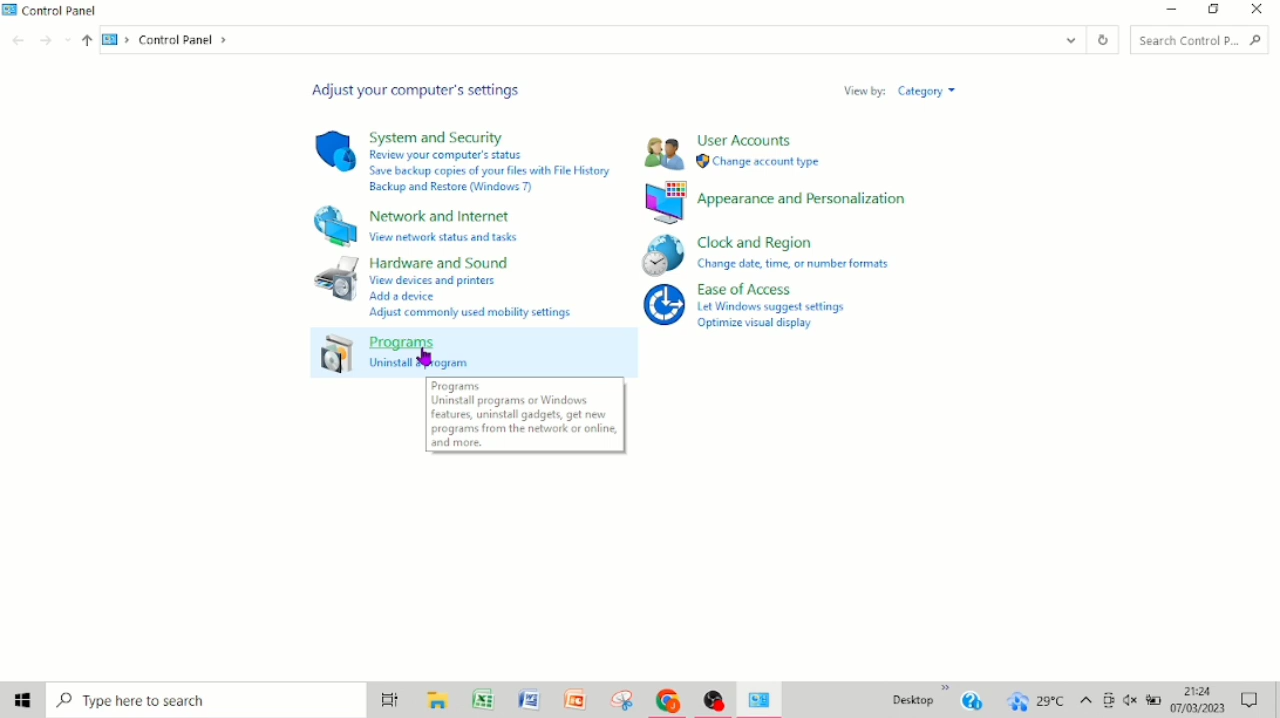 Control Panel
Control Panel
Search Control P...
Adjust your computer's settings
View by: Category
System and Security
Review your computer's status
Save backup copies of your files with File History
Backup and Restore (Windows 7)
Network and Internet
View network status and tasks
Hardware and Sound
View devices and printers
Add a device
Adjust commonly used mobility settings
Programs
Uninstall a program
Programs
Uninstall programs or Windows
features, uninstall gadgets, get new
programs from the network or online,
and more.
User Accounts
Change account type
Appearance and Personalization
Clock and Region
Change date, time, or number formats
Ease of Access
Let Windows suggest settings
Optimize visual display
Type here to search
Desktop
29°C
21:24
07/03/2023